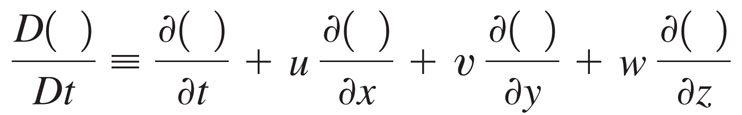 D( )/Dt ≡ ∂( )/∂t + u ∂( )/∂x + v ∂( )/∂y + w ∂( )/∂z